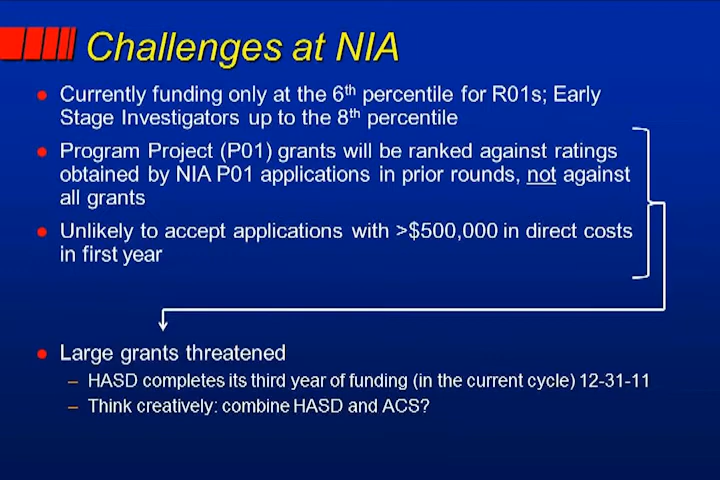 Challenges at NIA
Currently funding only at the 6th percentile for R01s; Early
Stage Investigators up to the 8th percentile
Program Project (P01) grants will be ranked against ratings
obtained by NIA P01 applications in prior rounds, not against
all grants
Unlikely to accept applications with >$500,000 in direct costs
in first year
Large grants threatened
– HASD completes its third year of funding (in the current cycle) 12-31-11
– Think creatively: combine HASD and ACS?